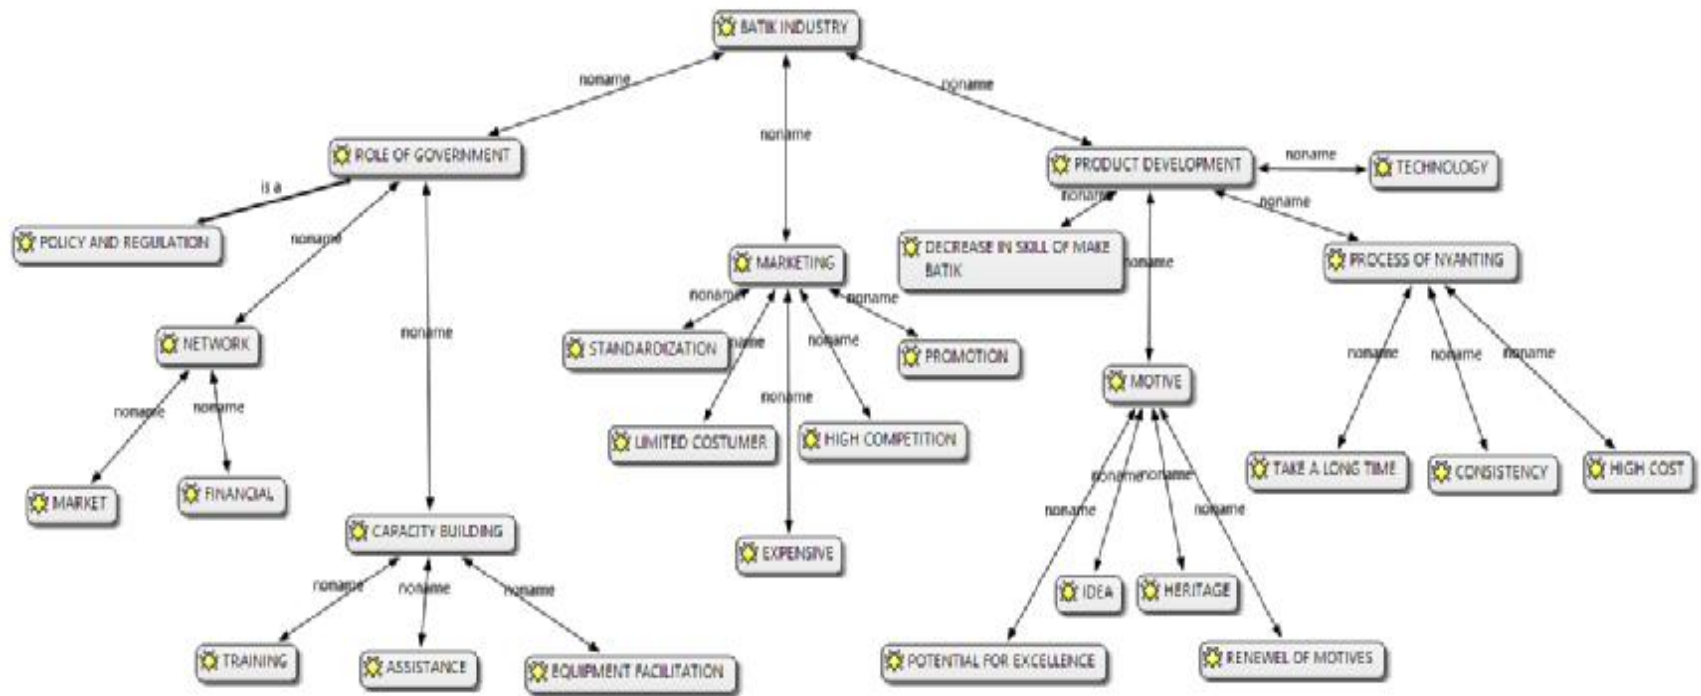 BATIK INDUSTRY
noname
noname
noname
ROLE OF GOVERNMENT
PRODUCT DEVELOPMENT
noname
TECHNOLOGY
is a
noname
noname
noname
POLICY AND REGULATION
noname
noname
MARKETING
DECREASE IN SKILL OF MAKE
BATIK
PROCESS OF NYANTING
noname
noname
noname
name
noname
NETWORK
STANDARDIZATION
PROMOTION
noname
noname
noname
MOTIVE
noname
noname
noname
LIMITED COSTUMER
HIGH COMPETITION
TAKE A LONG TIME
CONSISTENCY
HIGH COST
MARKET
FINANCIAL
noname
noname
noname
noname
CARACITY BUILDING
EXPENSIVE
noname
noname
noname
IDEA
HERITAGE
TRAINING
ASSISTANCE
EQUIPMENT FACILITATION
POTENTIAL FOR EXCELLENCE
RENEWEL OF MOTIVES